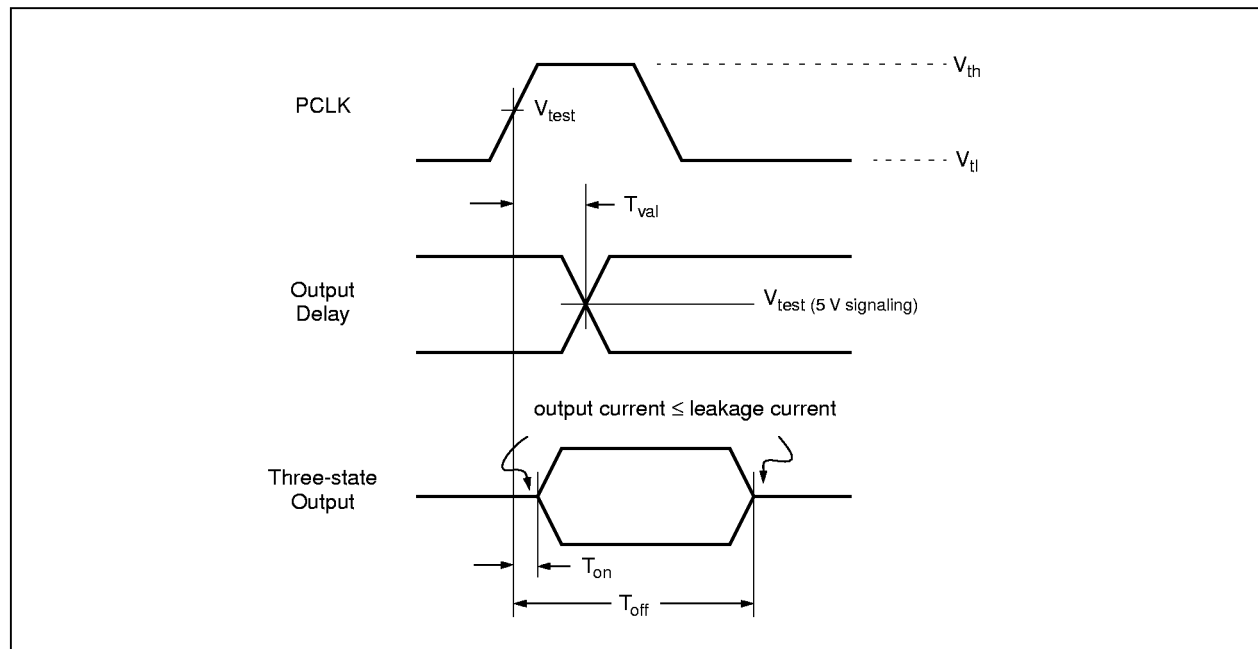 V_th
PCLK
V_test
V_tl
T_val
Output
Delay
V_test (5 V signaling)
output current ≤ leakage current
Three-state
Output
T_on
T_off